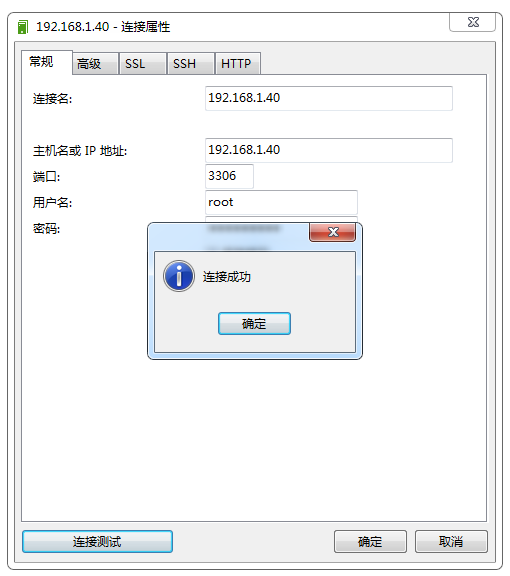 192.168.1.40 - 连接属性
常规 高级 SSL SSH HTTP
连接名: 192.168.1.40
主机名或 IP 地址: 192.168.1.40
端口: 3306
用户名: root
密码:
连接成功
确定
连接测试 确定 取消